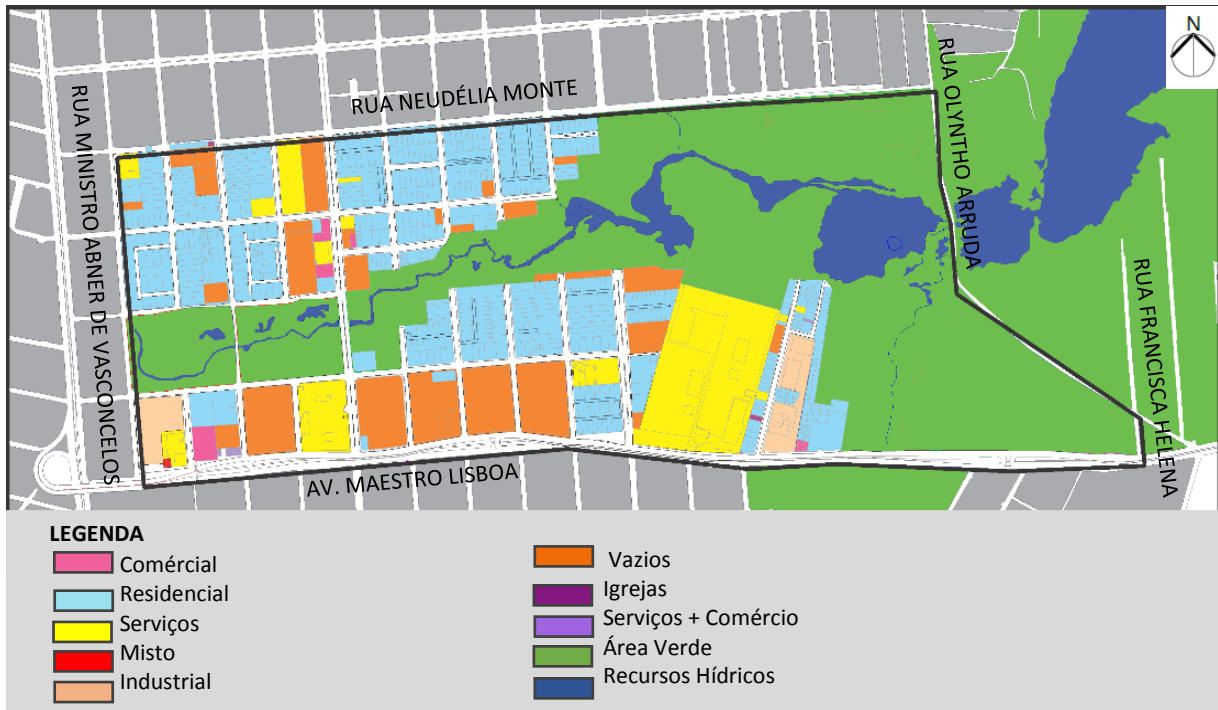 N
RUA NEUDÉLIA MONTE
RUA MINISTRO ABNER DE VASCONCELOS
RUA OLYNTHO ARRUDA
RUA FRANCISCA HELENA
AV. MAESTRO LISBOA
LEGENDA
Comércial
Residencial
Serviços
Misto
Industrial
Vazios
Igrejas
Serviços + Comércio
Área Verde
Recursos Hídricos